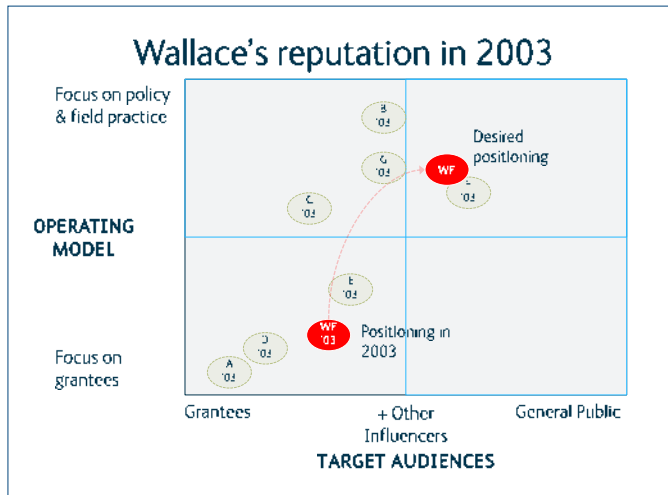 Wallace's reputation in 2003
Focus on policy
& field practice
Desired
positioning
WF
OPERATING
MODEL
WF
'03
Positioning in
2003
Focus on
grantees
Grantees
+ Other
Influencers
General Public
TARGET AUDIENCES